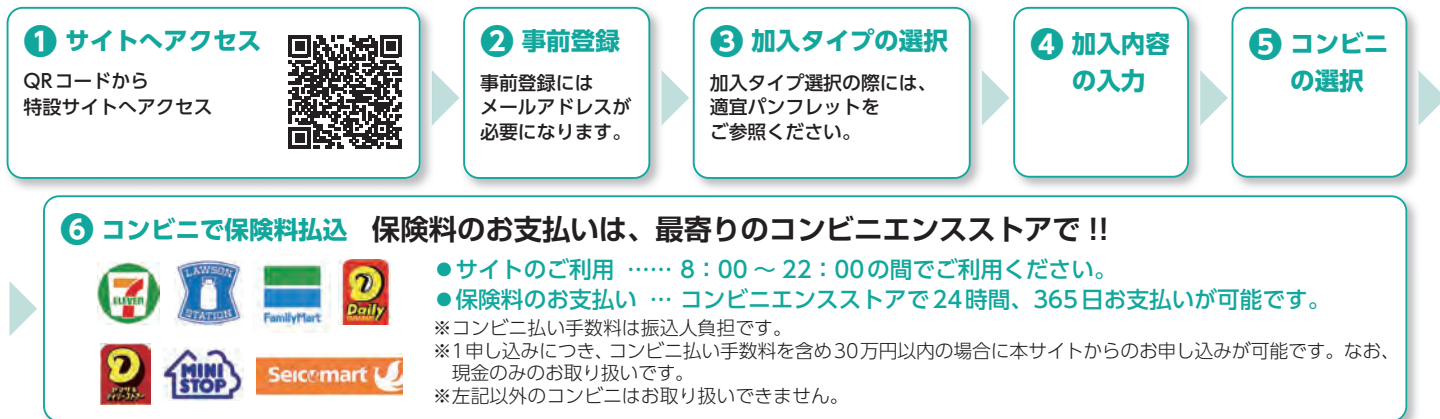 ❶ サイトへアクセス
QRコードから
特設サイトへアクセス
❷ 事前登録
事前登録には
メールアドレスが
必要になります。
❸ 加入タイプの選択
加入タイプ選択の際には、
適宜パンフレットを
ご参照ください。
❹ 加入内容
の入力
❺ コンビニ
の選択
❻ コンビニで保険料払込 保険料のお支払いは、最寄りのコンビニエンスストアで!!
7
ELEVEN
LAWSON
STATION
FamilyMart
Daily
MINI
STOP
Seicomart
●サイトのご利用 …… 8:00 ~ 22:00の間でご利用ください。
●保険料のお支払い … コンビニエンスストアで24時間、365日お支払いが可能です。
※コンビニ払い手数料は振込人負担です。
※1申し込みにつき、コンビニ払い手数料を含め30万円以内の場合に本サイトからのお申し込みが可能です。なお、
現金のみのお取り扱いです。
※左記以外のコンビニはお取り扱いできません。